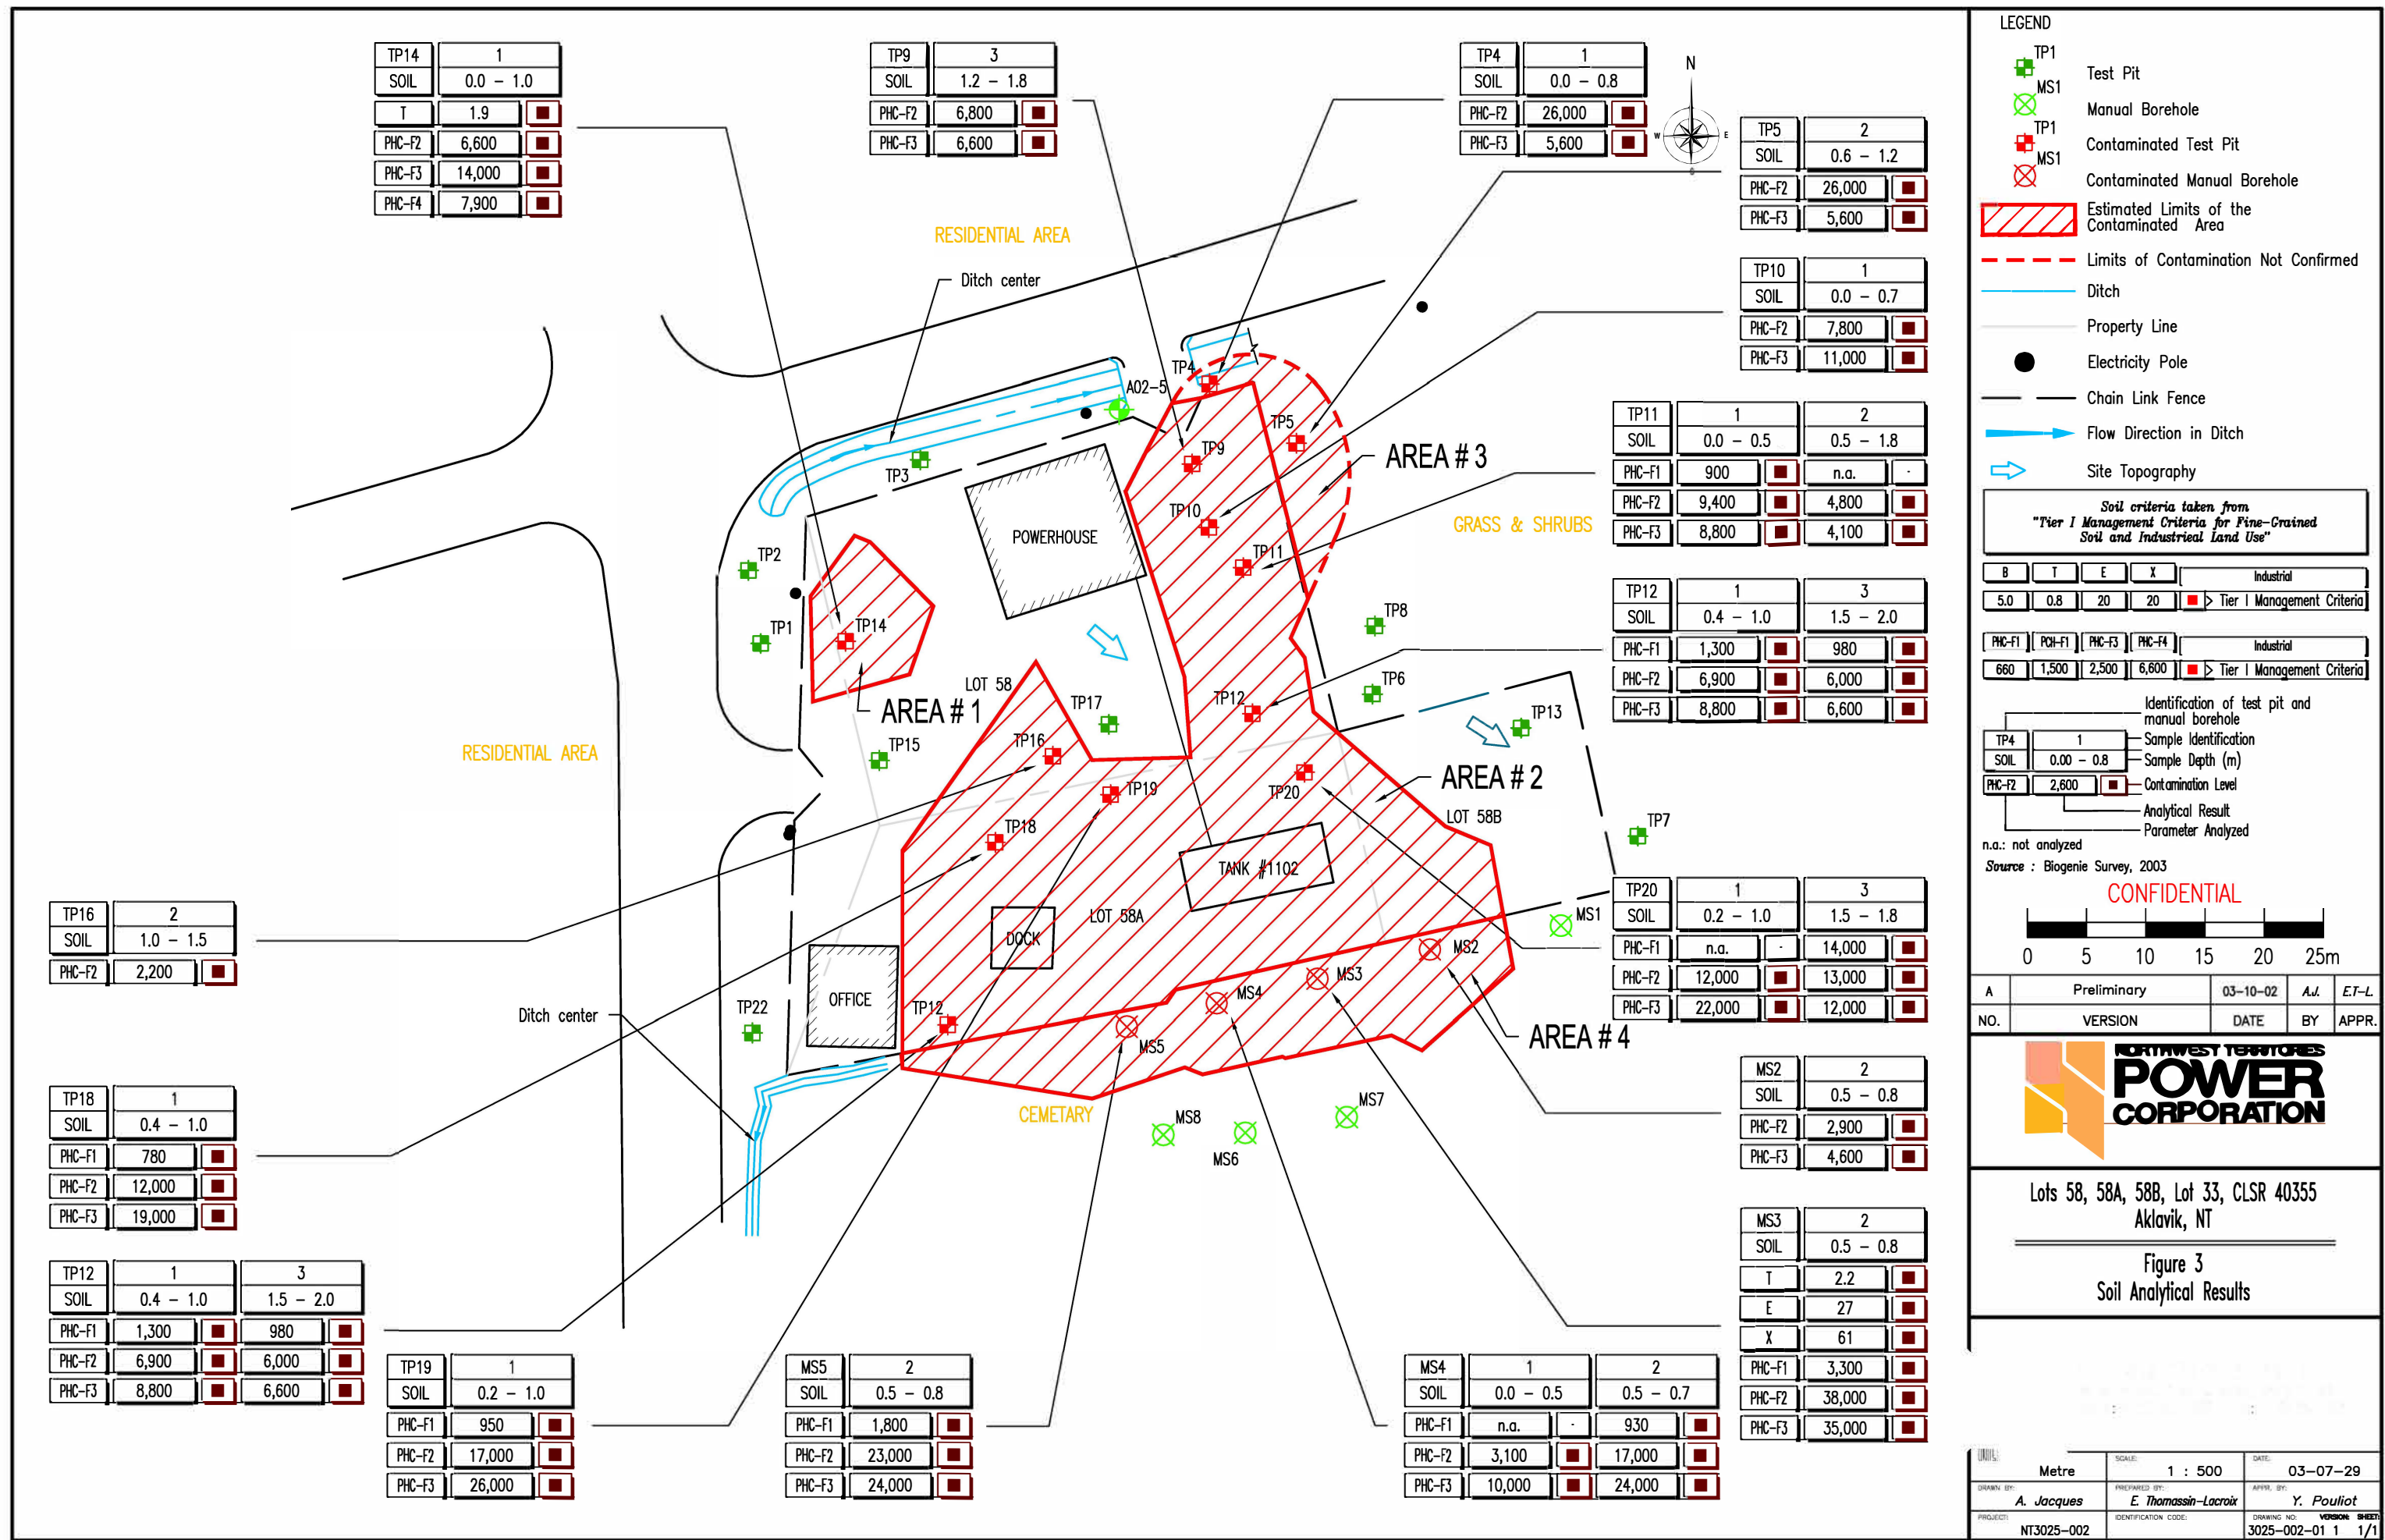 TP14 1
SOIL 0.0 – 1.0
T 1.9
PHC-F2 6,600
PHC-F3 14,000
PHC-F4 7,900
TP9 3
SOIL 1.2 – 1.8
PHC-F2 6,800
PHC-F3 6,600
TP4 1
SOIL 0.0 – 0.8
PHC-F2 26,000
PHC-F3 5,600
N
W
E
S
TP5 2
SOIL 0.6 – 1.2
PHC-F2 26,000
PHC-F3 5,600
TP10 1
SOIL 0.0 – 0.7
PHC-F2 7,800
PHC-F3 11,000
TP11 1 2
SOIL 0.0 – 0.5 0.5 – 1.8
PHC-F1 900 n.a. -
PHC-F2 9,400 4,800
PHC-F3 8,800 4,100
TP12 1 3
SOIL 0.4 – 1.0 1.5 – 2.0
PHC-F1 1,300 980
PHC-F2 6,900 6,000
PHC-F3 8,800 6,600
RESIDENTIAL AREA
Ditch center
A02-5
TP4
TP5
TP9
TP3
AREA # 3
TP10
GRASS & SHRUBS
POWERHOUSE
TP11
TP2
TP1
TP14
TP8
LOT 58
TP6
AREA # 1
TP17
TP12
TP13
TP16
TP15
RESIDENTIAL AREA
AREA # 2
TP19
TP20
TP18
LOT 58B
TP7
TANK #1102
LOT 58A
DOCK
MS1
MS2
MS3
OFFICE
MS4
TP12
TP22
Ditch center
MS5
AREA # 4
CEMETARY
MS7
MS8
MS6
TP16 2
SOIL 1.0 – 1.5
PHC-F2 2,200
TP18 1
SOIL 0.4 – 1.0
PHC-F1 780
PHC-F2 12,000
PHC-F3 19,000
TP12 1 3
SOIL 0.4 – 1.0 1.5 – 2.0
PHC-F1 1,300 980
PHC-F2 6,900 6,000
PHC-F3 8,800 6,600
TP19 1
SOIL 0.2 – 1.0
PHC-F1 950
PHC-F2 17,000
PHC-F3 26,000
MS5 2
SOIL 0.5 – 0.8
PHC-F1 1,800
PHC-F2 23,000
PHC-F3 24,000
MS4 1 2
SOIL 0.0 – 0.5 0.5 – 0.7
PHC-F1 n.a. - 930
PHC-F2 3,100 17,000
PHC-F3 10,000 24,000
TP20 1 3
SOIL 0.2 – 1.0 1.5 – 1.8
PHC-F1 n.a. - 14,000
PHC-F2 12,000 13,000
PHC-F3 22,000 12,000
MS2 2
SOIL 0.5 – 0.8
PHC-F2 2,900
PHC-F3 4,600
MS3 2
SOIL 0.5 – 0.8
T 2.2
E 27
X 61
PHC-F1 3,300
PHC-F2 38,000
PHC-F3 35,000
LEGEND
TP1
Test Pit
MS1
Manual Borehole
TP1
Contaminated Test Pit
MS1
Contaminated Manual Borehole
Estimated Limits of the
Contaminated Area
Limits of Contamination Not Confirmed
Ditch
Property Line
Electricity Pole
Chain Link Fence
Flow Direction in Ditch
Site Topography
Soil criteria taken from
"Tier I Management Criteria for Fine-Grained
Soil and Industrieal Land Use"
B T E X Industrial
5.0 0.8 20 20 > Tier I Management Criteria
PHC-F1 PCH-F1 PHC-F3 PHC-F4 Industrial
660 1,500 2,500 6,600 > Tier I Management Criteria
Identification of test pit and
manual borehole
TP4 1 Sample Identification
SOIL 0.00 – 0.8 Sample Depth (m)
PHC-F2 2,600 Contamination Level
Analytical Result
Parameter Analyzed
n.a.: not analyzed
Source : Biogenie Survey, 2003
CONFIDENTIAL
0 5 10 15 20 25m
A Preliminary 03-10-02 A.J. E.T-L.
NO. VERSION DATE BY APPR.
NORTHWEST TERRITORIES
POWER
CORPORATION
Lots 58, 58A, 58B, Lot 33, CLSR 40355
Aklavik, NT
Figure 3
Soil Analytical Results
SCALE: DATE:
Metre 1 : 500 03-07-29
DRAWN BY: PREPARED BY: APPR. BY:
A. Jacques E. Thomassin-Lacroix Y. Pouliot
PROJECT: IDENTIFICATION CODE: DRAWING NO: VERSION: SHEET:
NT3025-002 3025-002-01 1 1/1